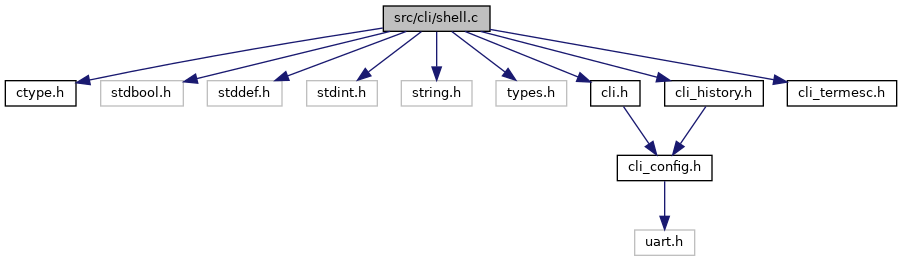 src/cli/shell.c
ctype.h
stdbool.h
stddef.h
stdint.h
string.h
types.h
cli.h
cli_history.h
cli_termesc.h
cli_config.h
uart.h